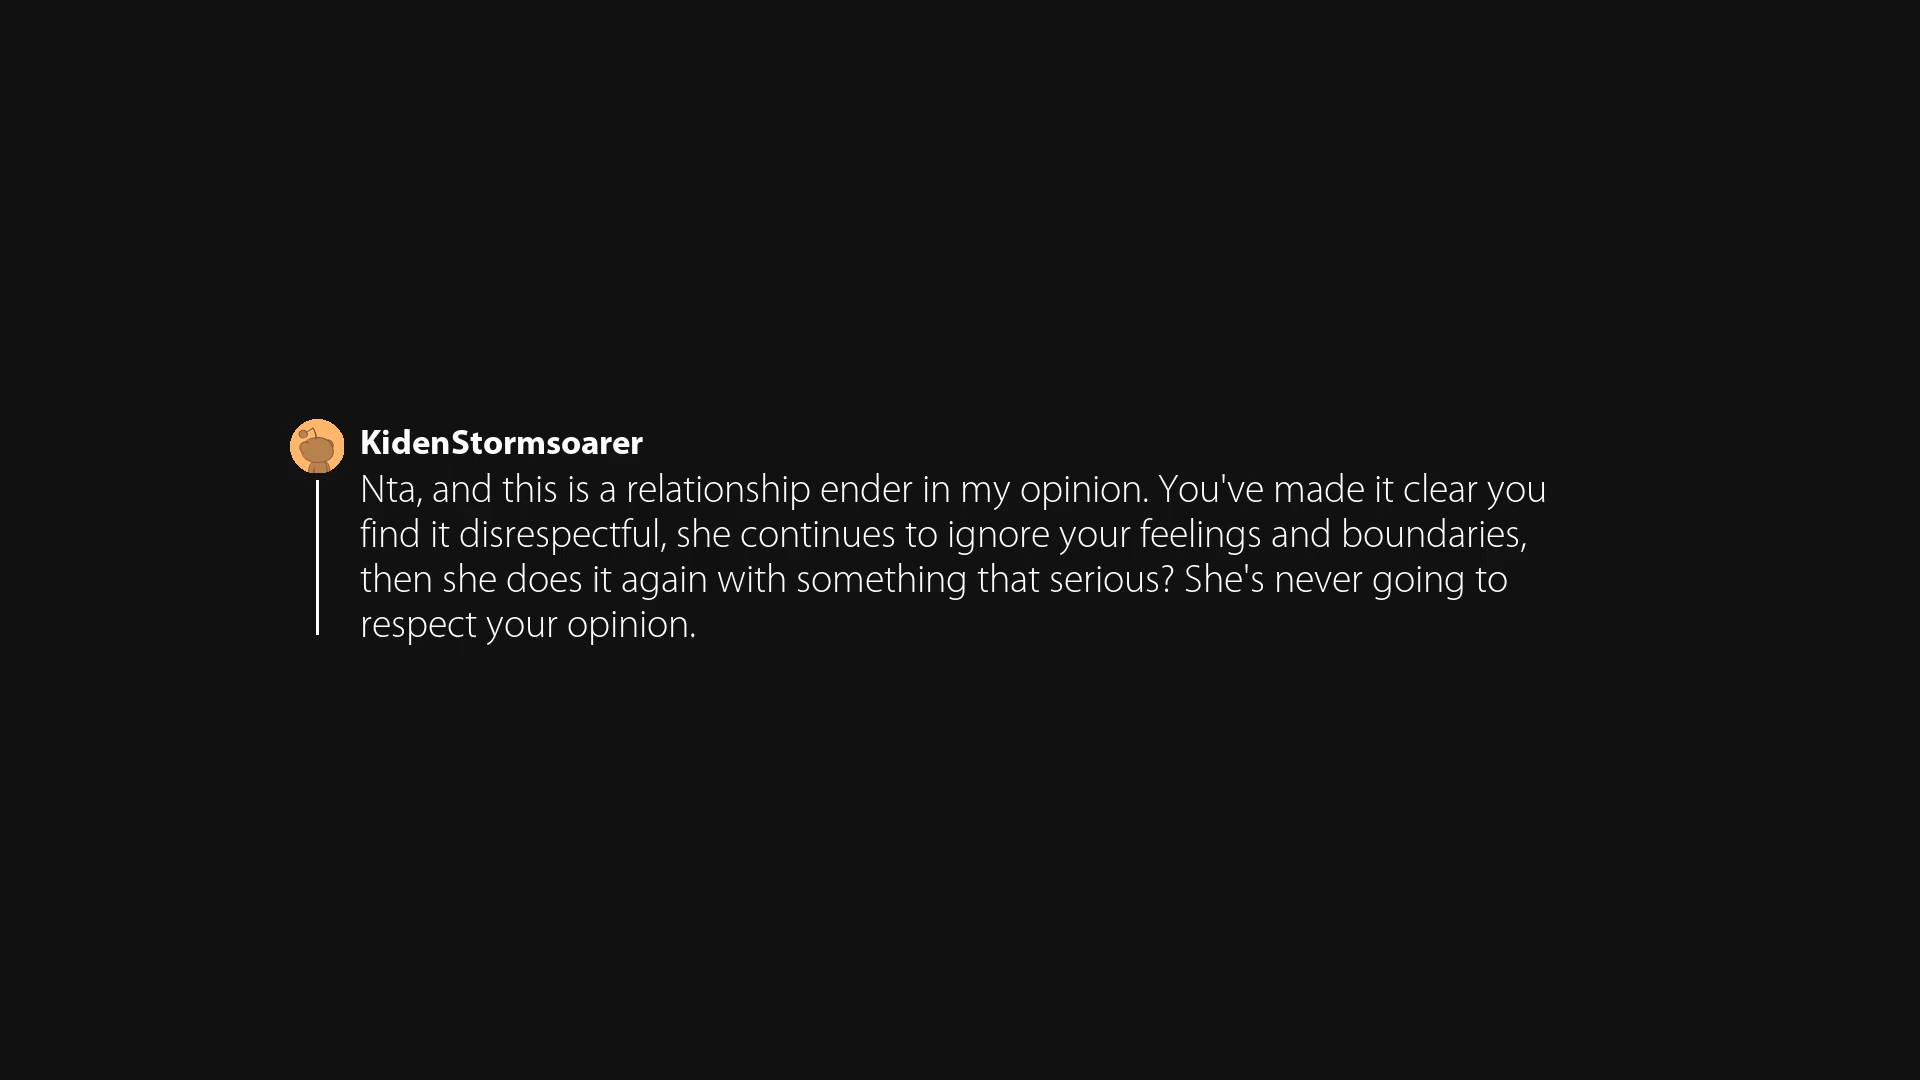 KidenStormsoarer
Nta, and this is a relationship ender in my opinion. You've made it clear you
find it disrespectful, she continues to ignore your feelings and boundaries,
then she does it again with something that serious? She's never going to
respect your opinion.